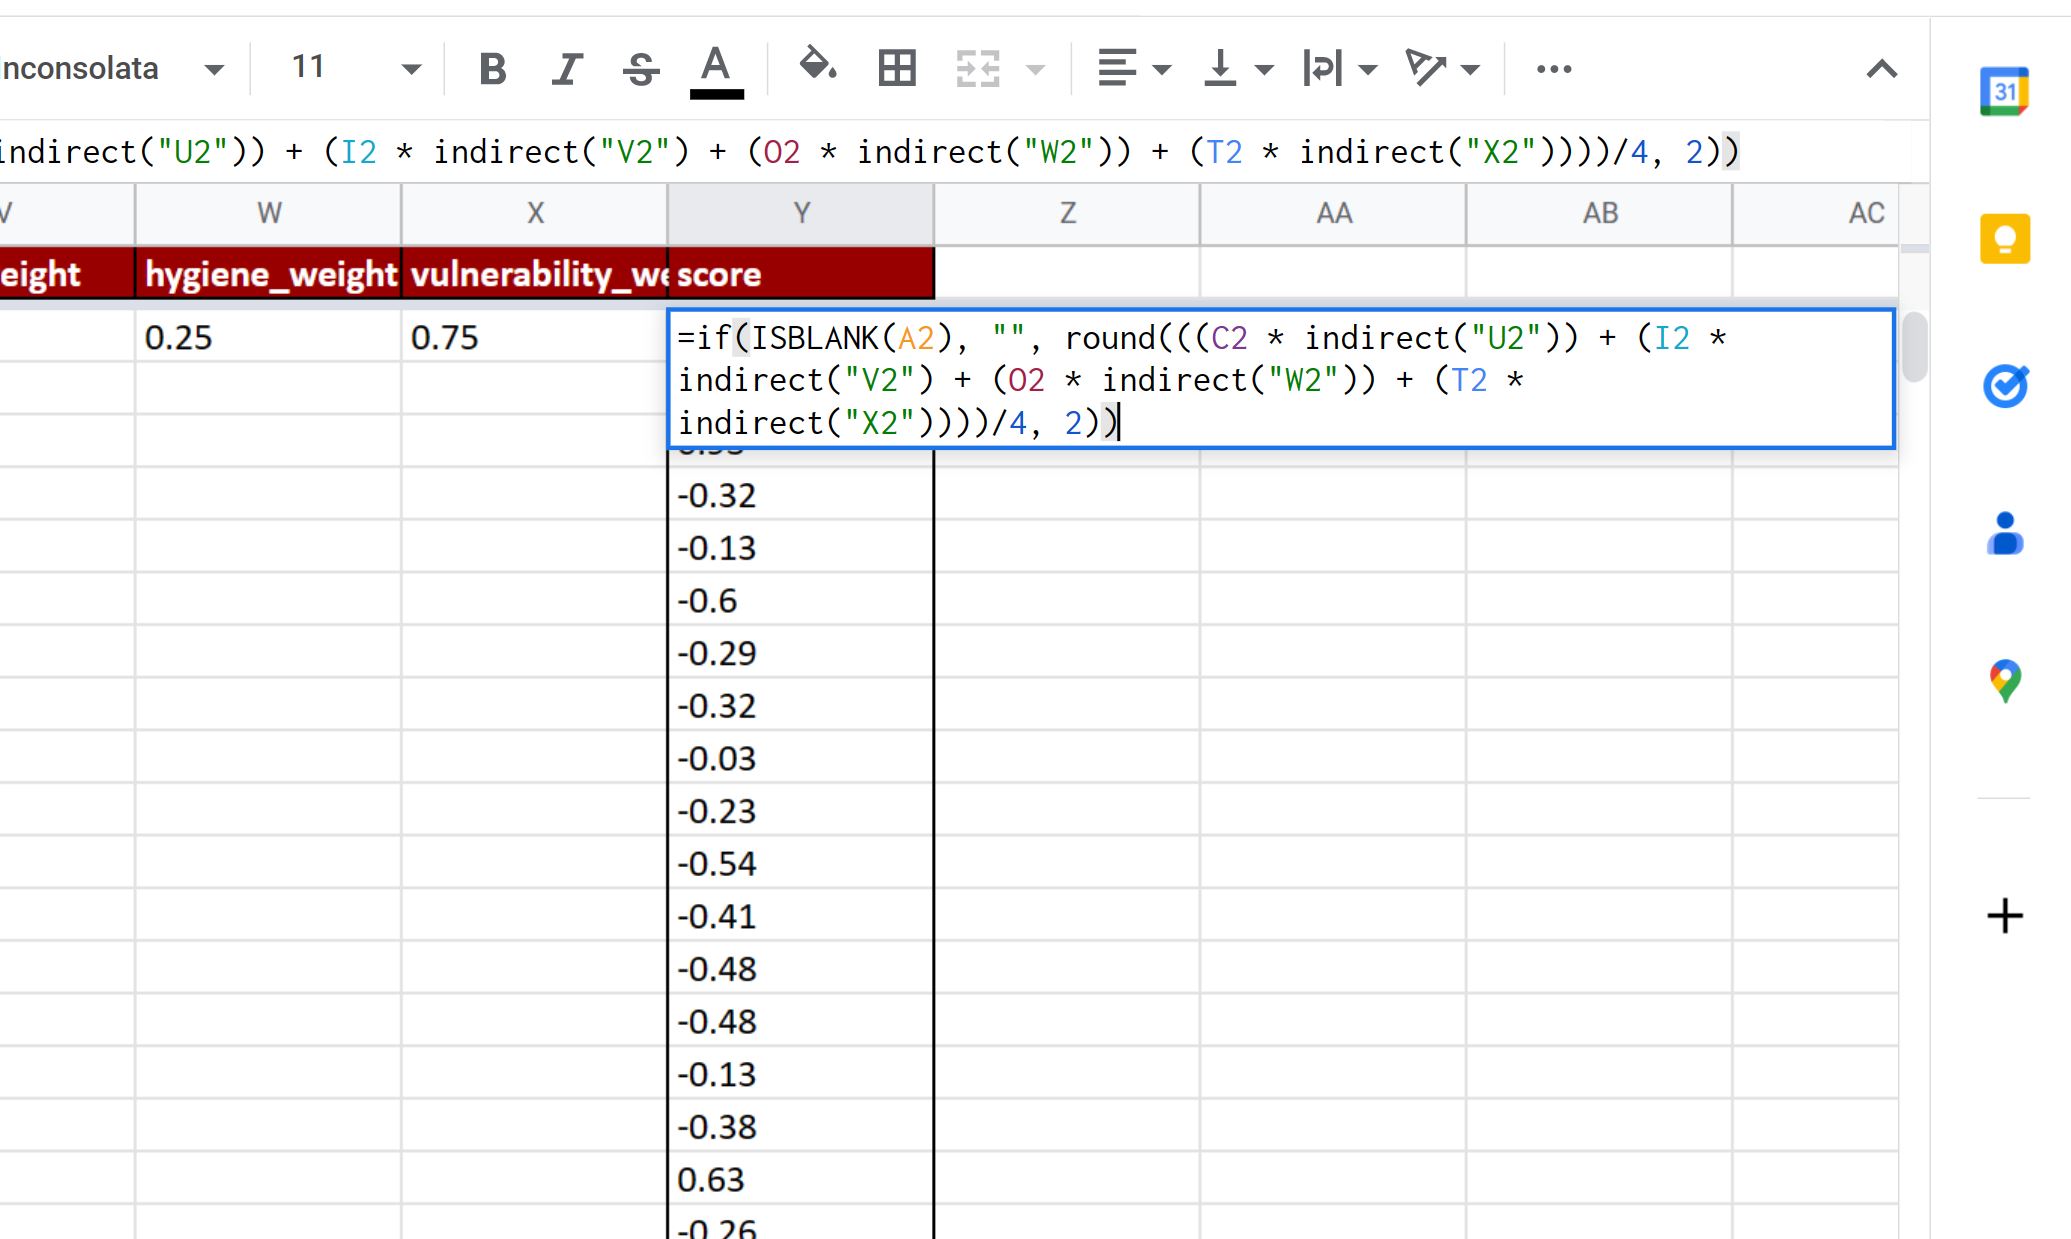 nconsolata 11 B I S A
indirect("U2")) + (I2 * indirect("V2") + (O2 * indirect("W2")) + (T2 * indirect("X2"))))/4, 2))
V W X Y Z AA AB AC
eight hygiene_weight vulnerability_we score
0.25 0.75 =if(ISBLANK(A2), "", round(((C2 * indirect("U2")) + (I2 *
indirect("V2") + (O2 * indirect("W2")) + (T2 *
indirect("X2"))))/4, 2))
-0.32
-0.13
-0.6
-0.29
-0.32
-0.03
-0.23
-0.54
-0.41
-0.48
-0.48
-0.13
-0.38
0.63
-0.26
31